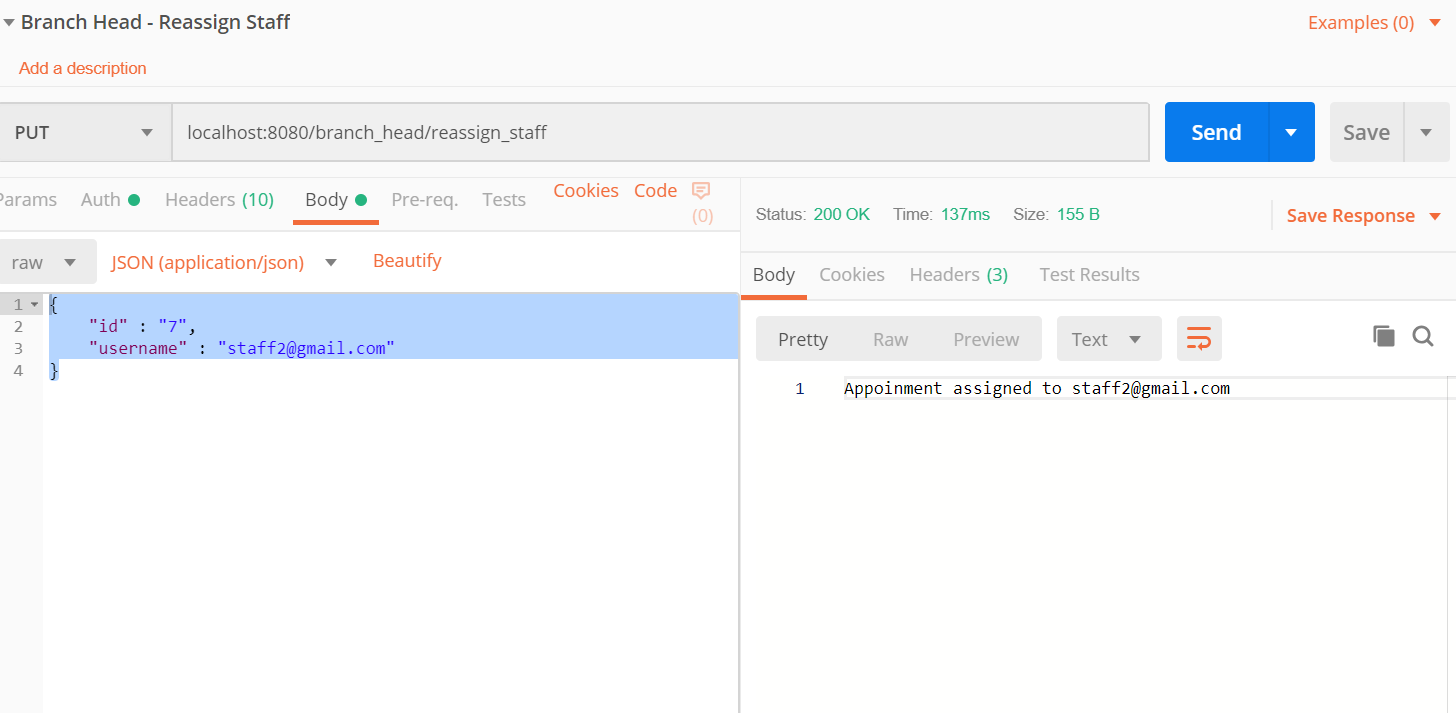 Branch Head - Reassign Staff
Examples (0)
Add a description
PUT
localhost:8080/branch_head/reassign_staff
Send
Save
Params Auth Headers (10) Body Pre-req. Tests Cookies Code (0)
raw JSON (application/json) Beautify
1 {
2 "id" : "7",
3 "username" : "staff2@gmail.com"
4 }
Status: 200 OK Time: 137ms Size: 155 B Save Response
Body Cookies Headers (3) Test Results
Pretty Raw Preview Text
1 Appoinment assigned to staff2@gmail.com